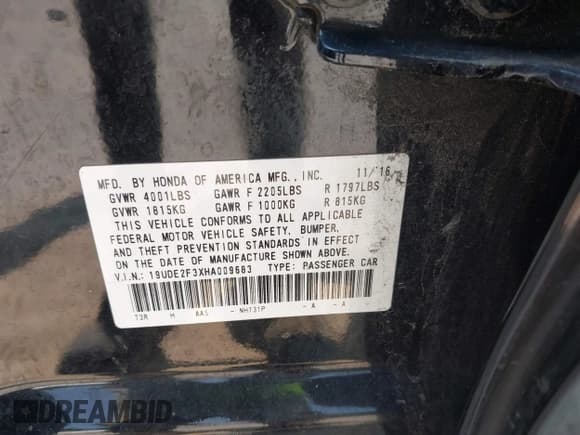 MFD. BY HONDA OF AMERICA MFG., INC. 11/16
GVWR 4001LBS GAWR F 2205LBS R 1797LBS
GVWR 1815KG GAWR F 1000KG R 815KG
THIS VEHICLE CONFORMS TO ALL APPLICABLE
FEDERAL MOTOR VEHICLE SAFETY, BUMPER,
AND THEFT PREVENTION STANDARDS IN EFFECT
ON THE DATE OF MANUFACTURE SHOWN ABOVE.
V.I.N.: 19UDE2F3XHA009683 TYPE: PASSENGER CAR
T3R H AA5 - NH731P - A - A -
DREAMBID